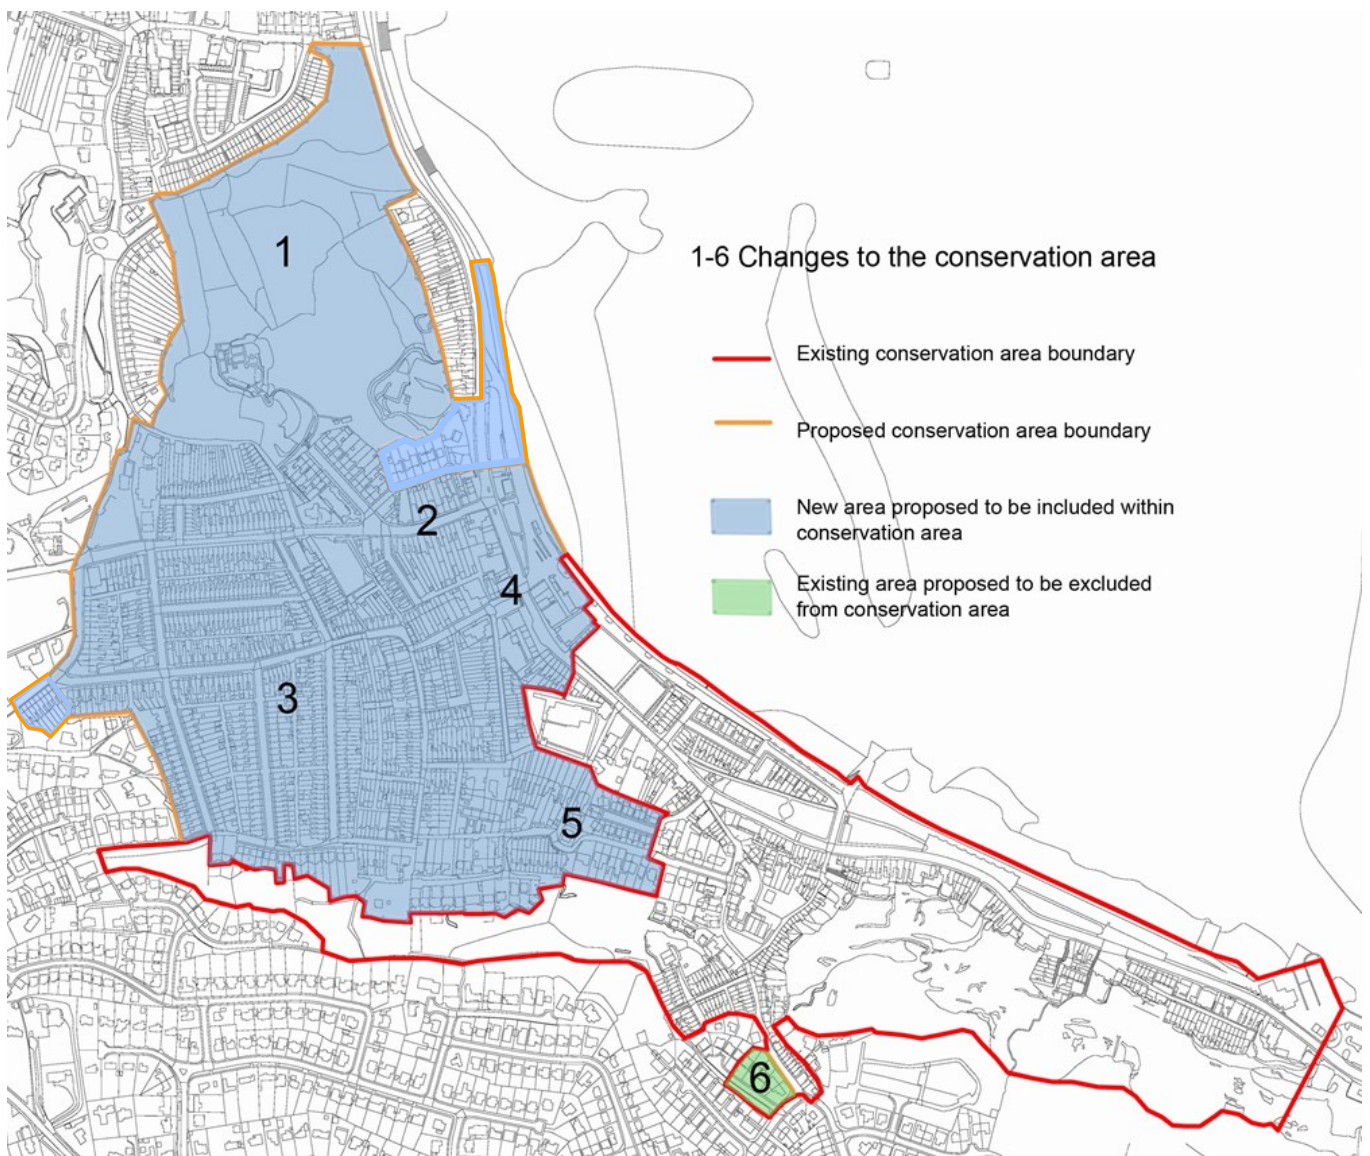 1
1-6 Changes to the conservation area
Existing conservation area boundary
Proposed conservation area boundary
New area proposed to be included within
conservation area
2
Existing area proposed to be excluded
from conservation area
4
3
5
6